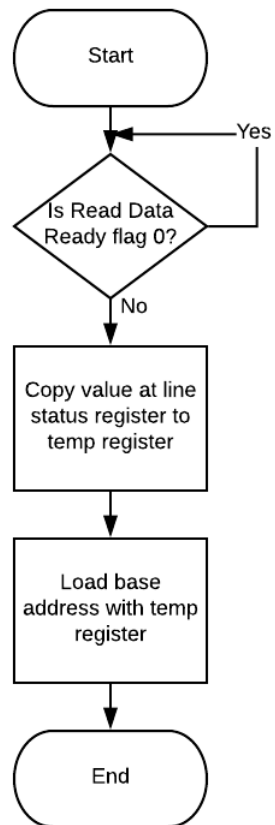 Start
Yes
Is Read Data
Ready flag 0?
No
Copy value at line
status register to
temp register
Load base
address with temp
register
End